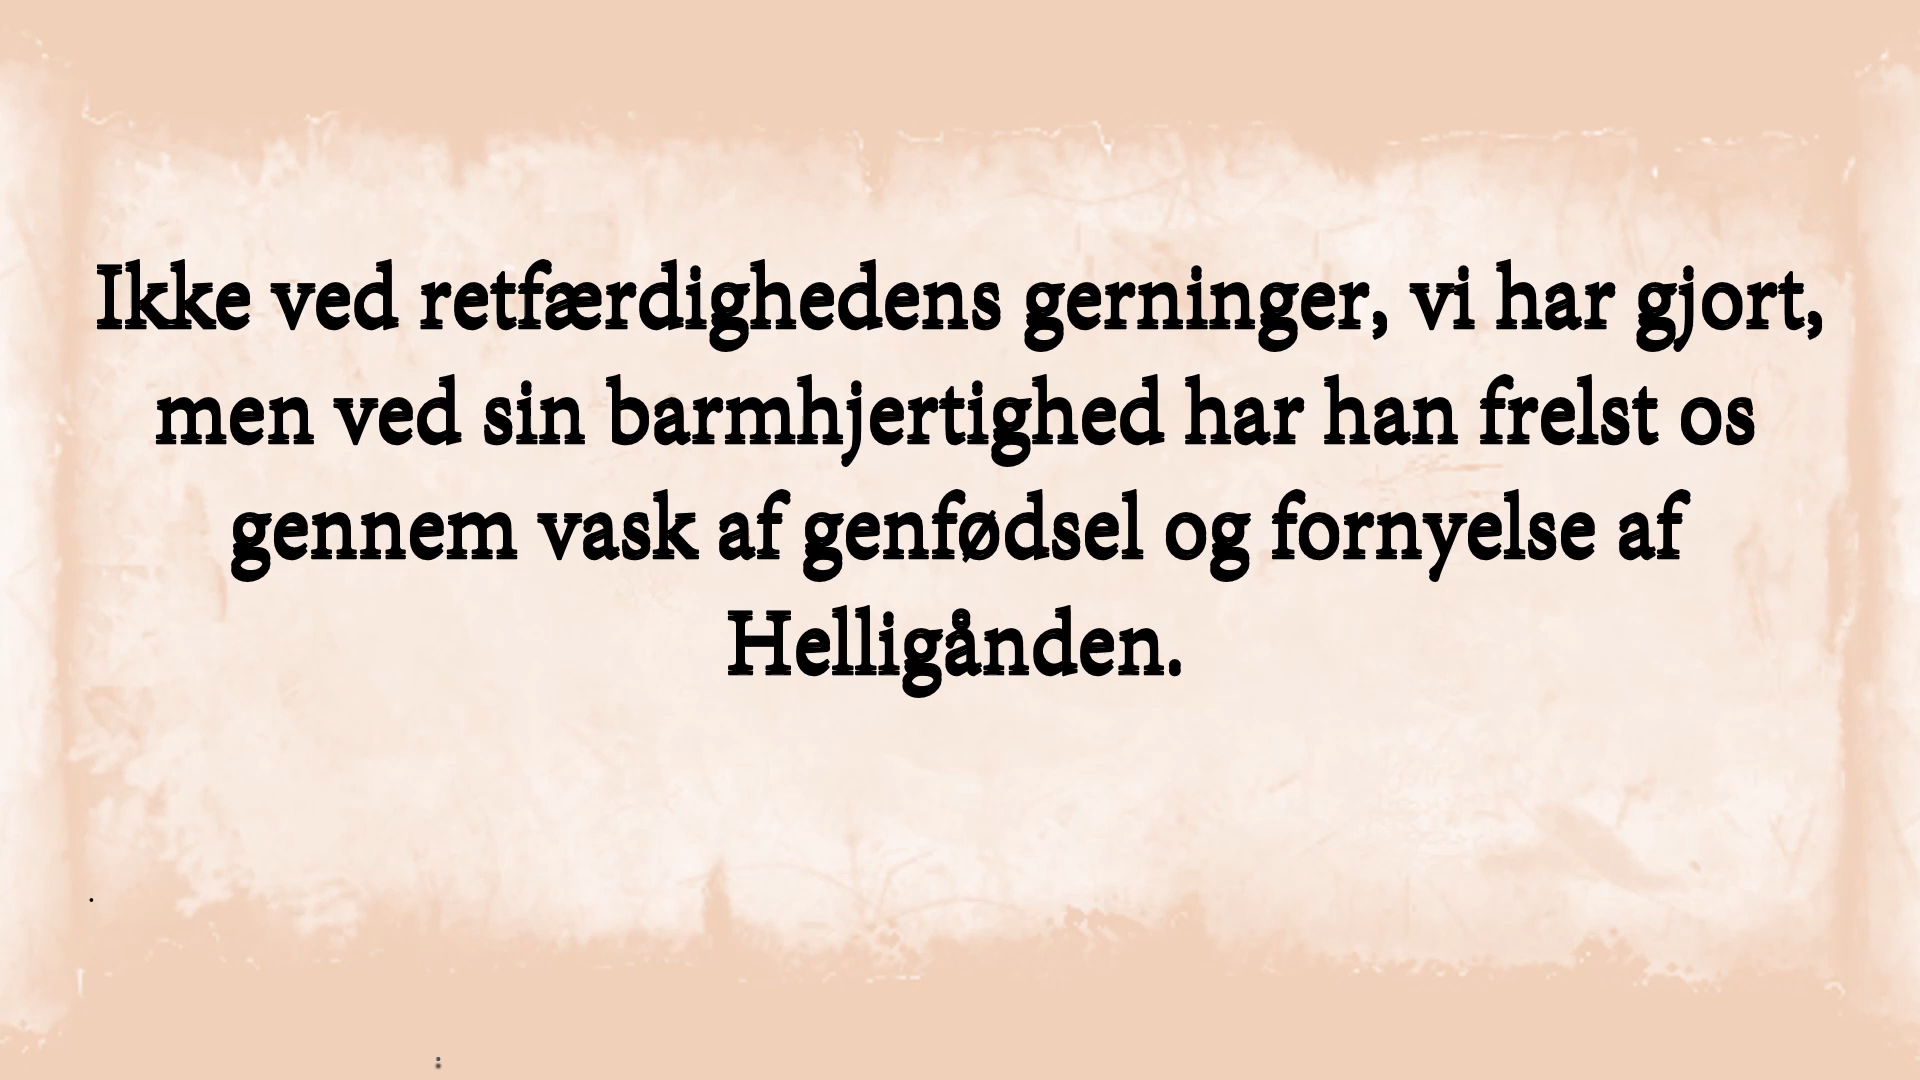 Ikke ved retfærdighedens gerninger, vi har gjort,
men ved sin barmhjertighed har han frelst os
gennem vask af genfødsel og fornyelse af
Helligånden.
.
: